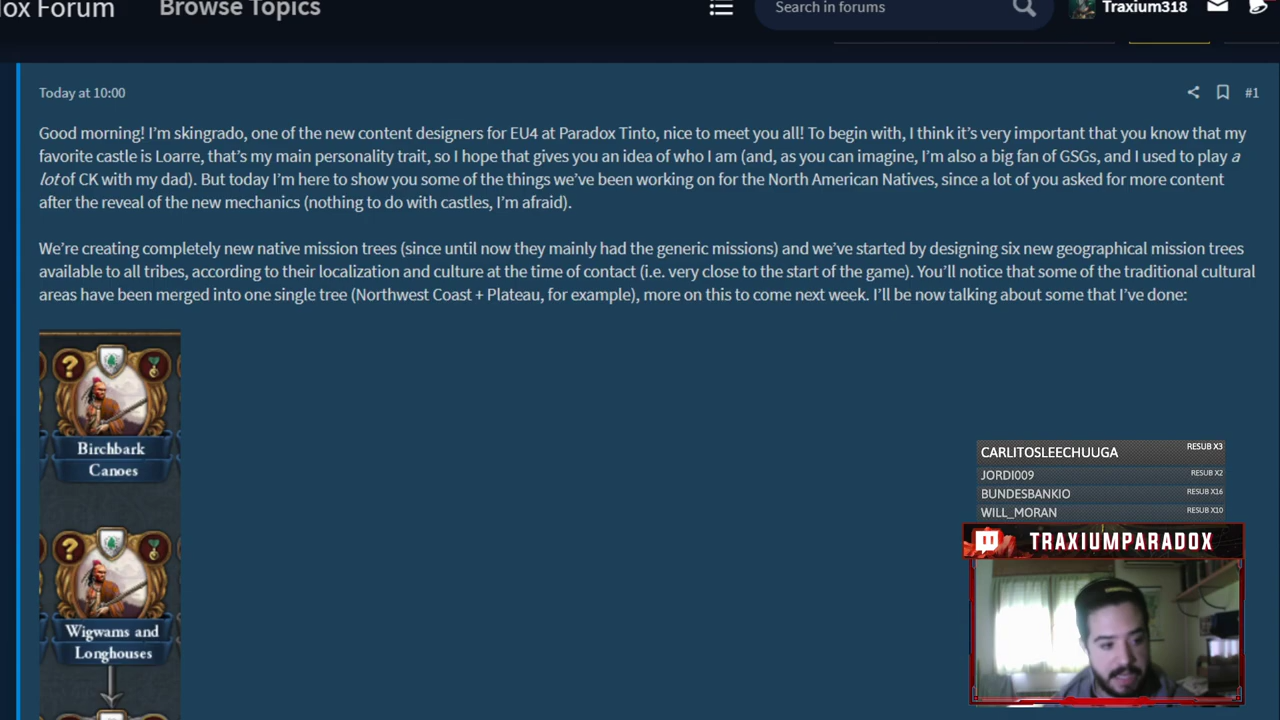 ox Forum
Browse Topics
Search in forums
Traxium318
Today at 10:00
#1
Good morning! I'm skingrado, one of the new content designers for EU4 at Paradox Tinto, nice to meet you all! To begin with, I think it's very important that you know that my
favorite castle is Loarre, that's my main personality trait, so I hope that gives you an idea of who I am (and, as you can imagine, I'm also a big fan of GSGs, and I used to play a
lot of CK with my dad). But today I'm here to show you some of the things we've been working on for the North American Natives, since a lot of you asked for more content
after the reveal of the new mechanics (nothing to do with castles, I'm afraid).
We're creating completely new native mission trees (since until now they mainly had the generic missions) and we've started by designing six new geographical mission trees
available to all tribes, according to their localization and culture at the time of contact (i.e. very close to the start of the game). You'll notice that some of the traditional cultural
areas have been merged into one single tree (Northwest Coast + Plateau, for example), more on this to come next week. I'll be now talking about some that I've done:
?
Birchbark
Canoes
?
Wigwams and
Longhouses
CARLITOSLEECHUUGA RESUB X3
JORDI009 RESUB X2
BUNDESBANKIO RESUB X16
WILL_MORAN RESUB X10
TRAXIUMPARADOX